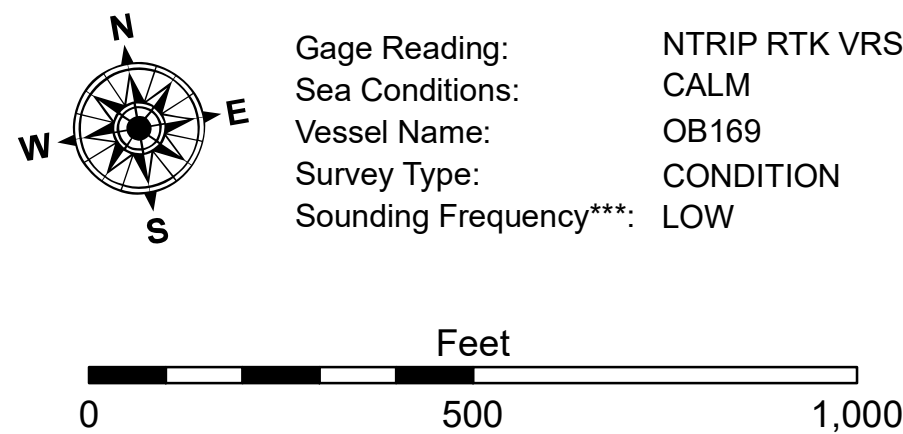 N
W E
S
Gage Reading: NTRIP RTK VRS
Sea Conditions: CALM
Vessel Name: OB169
Survey Type: CONDITION
Sounding Frequency***: LOW
Feet
0 500 1,000